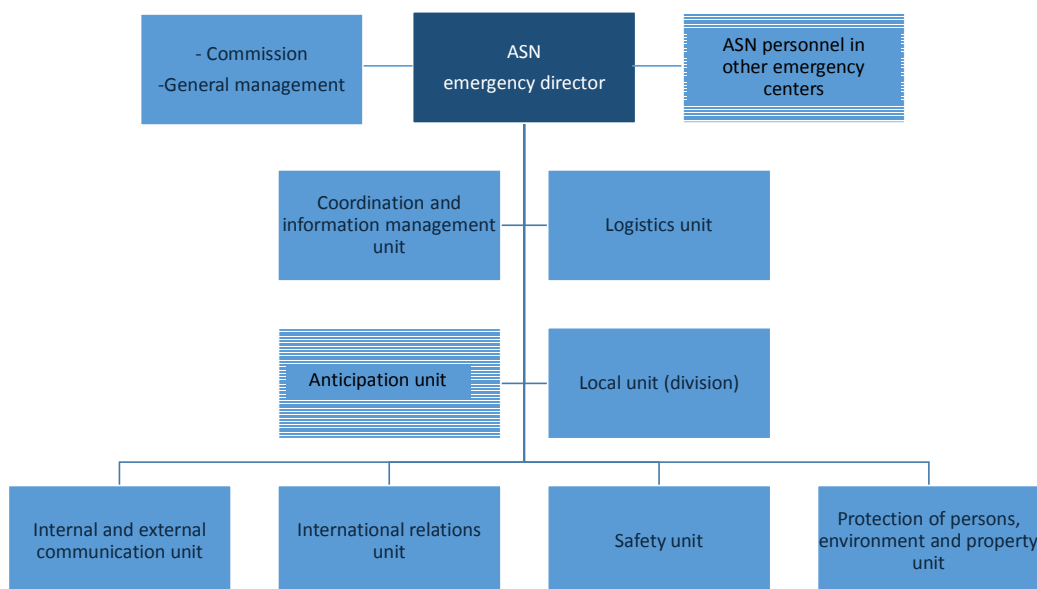 - Commission
-General management
ASN
emergency director
ASN personnel in
other emergency
centers
Coordination and
information management
unit
Logistics unit
Anticipation unit
Local unit (division)
Internal and external
communication unit
International relations
unit
Safety unit
Protection of persons,
environment and property
unit